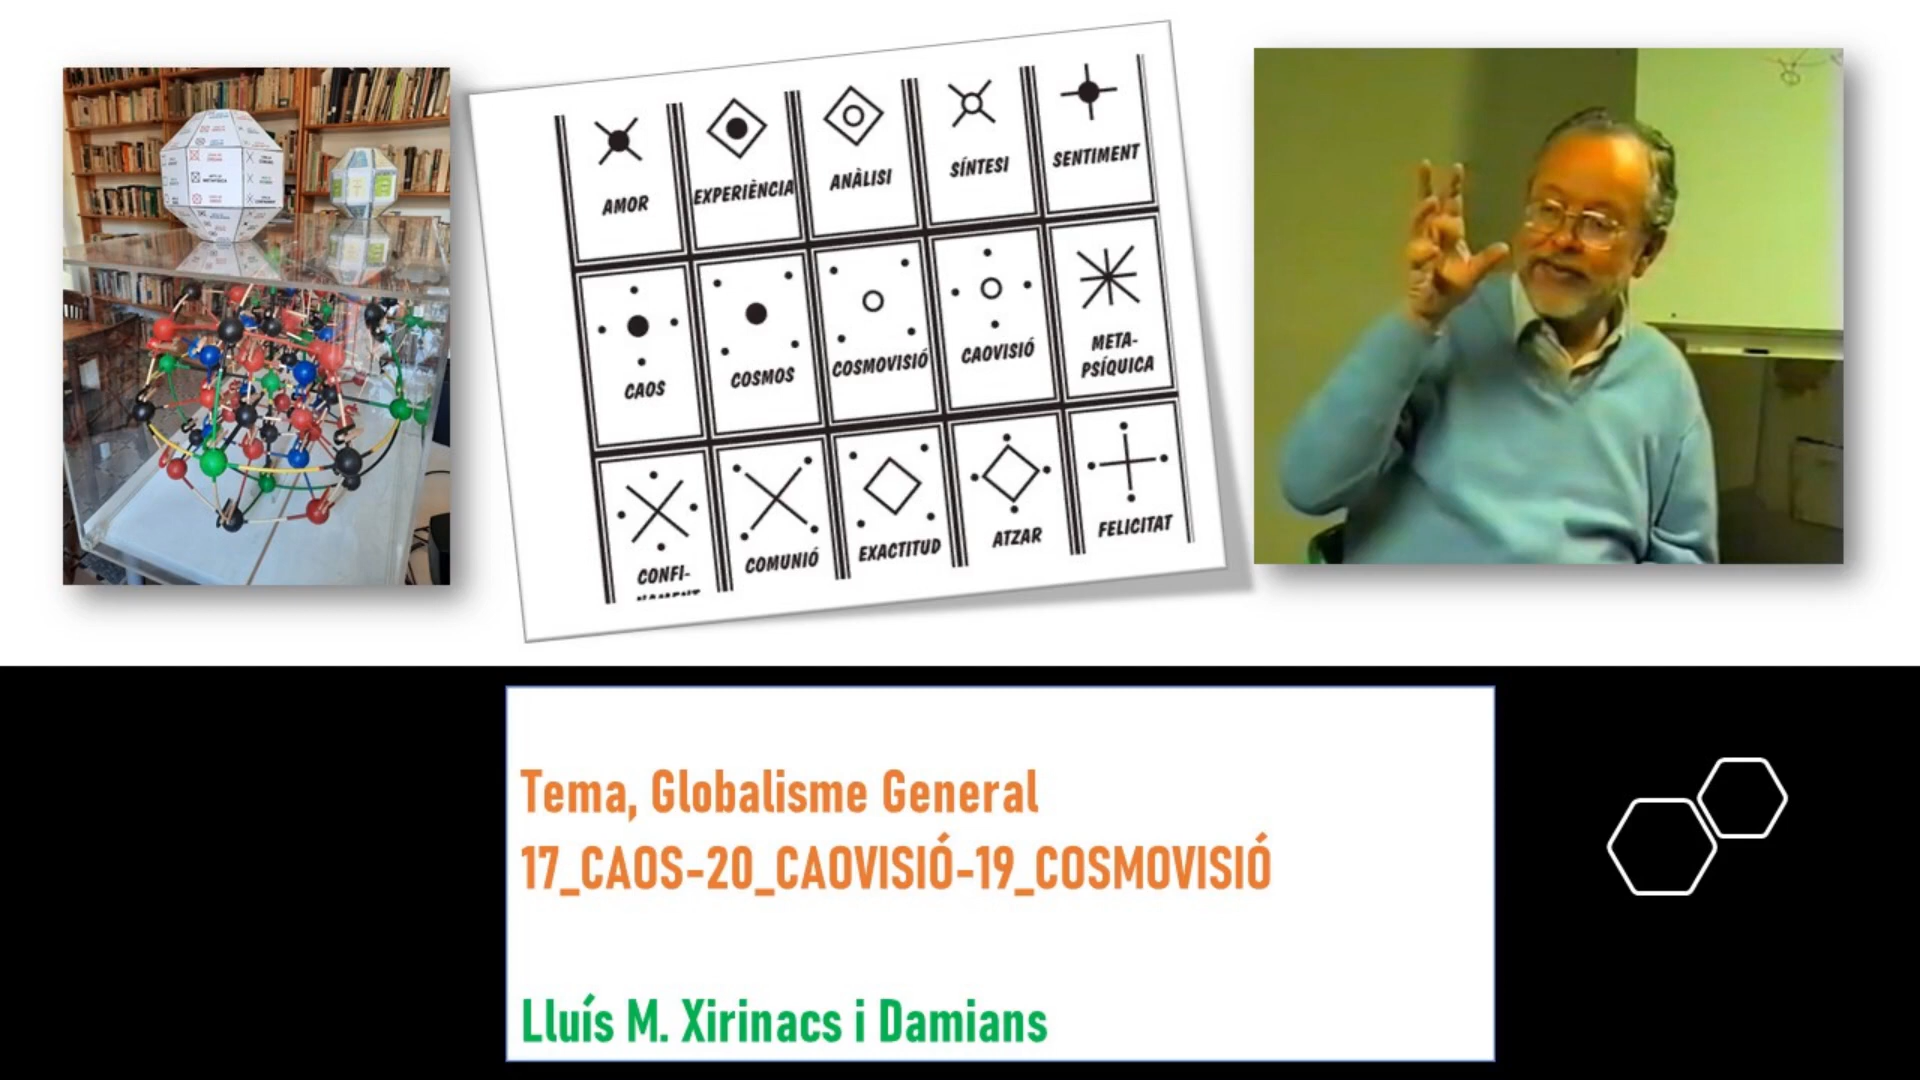 AMOR
EXPERIÈNCIA
ANÀLISI
SÍNTESI
SENTIMENT
CAOS
COSMOS
COSMOVISIÓ
CAOVISIÓ
META-
PSÍQUICA
CONFI-
NAMENT
COMUNIÓ
EXACTITUD
ATZAR
FELICITAT
Tema, Globalisme General
17_CAOS-20_CAOVISIÓ-19_COSMOVISIÓ
Lluís M. Xirinacs i Damians